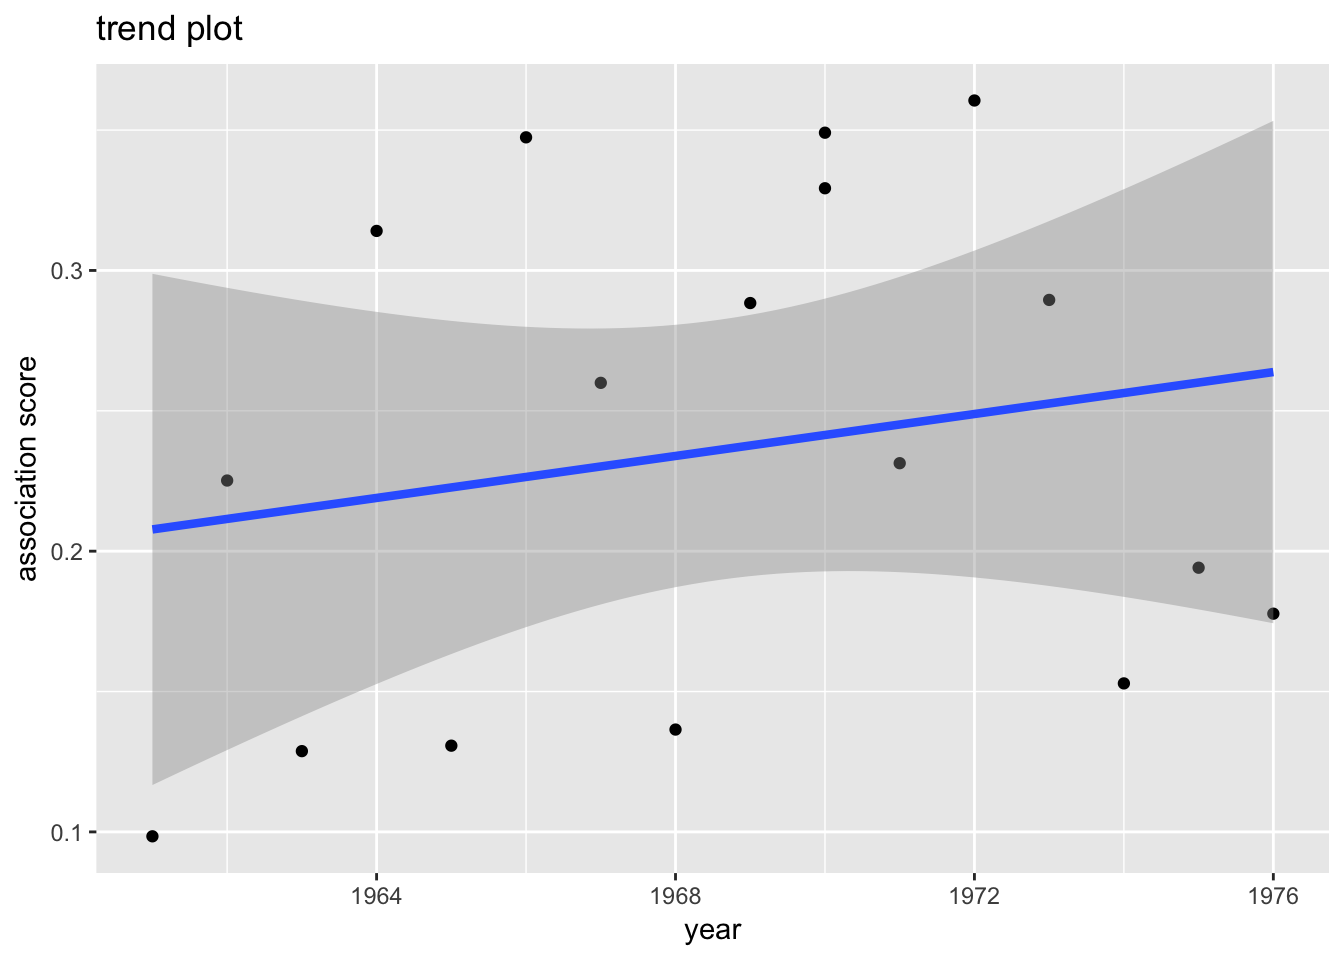 trend plot
association score
0.3
0.2
0.1
1964 1968 1972 1976
year